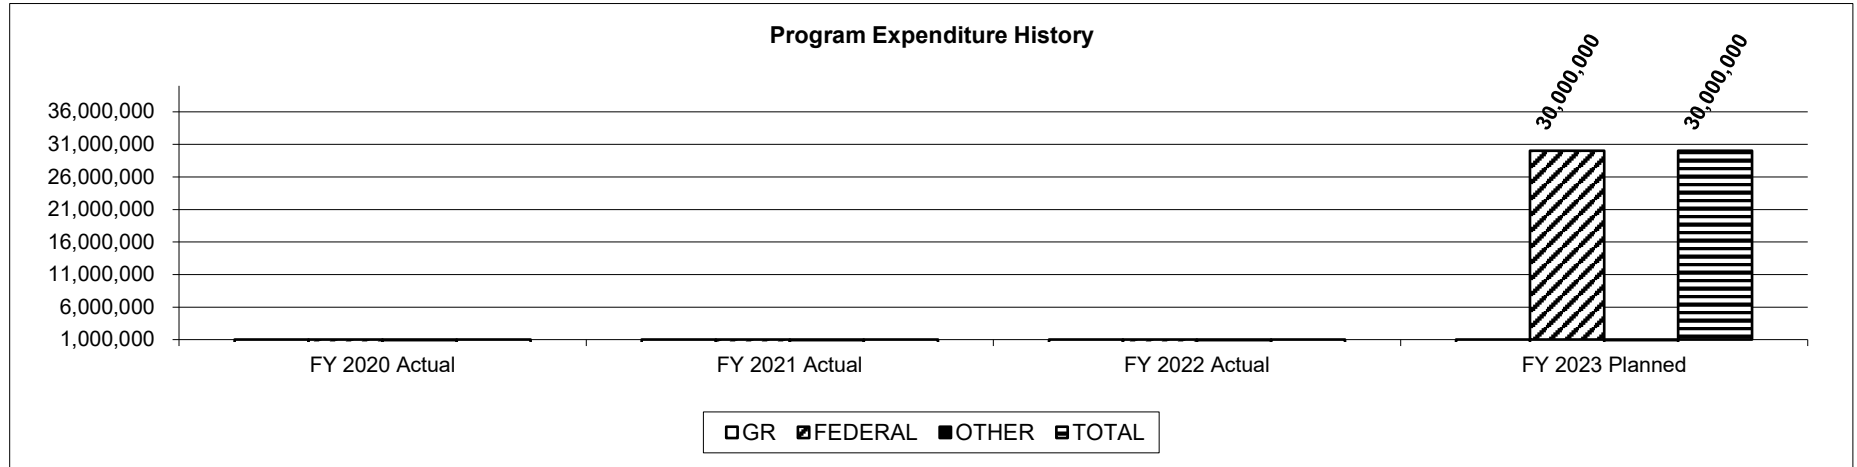 Program Expenditure History
30,000,000
30,000,000
36,000,000
31,000,000
26,000,000
21,000,000
16,000,000
11,000,000
6,000,000
1,000,000
FY 2020 Actual
FY 2021 Actual
FY 2022 Actual
FY 2023 Planned
GR FEDERAL OTHER TOTAL